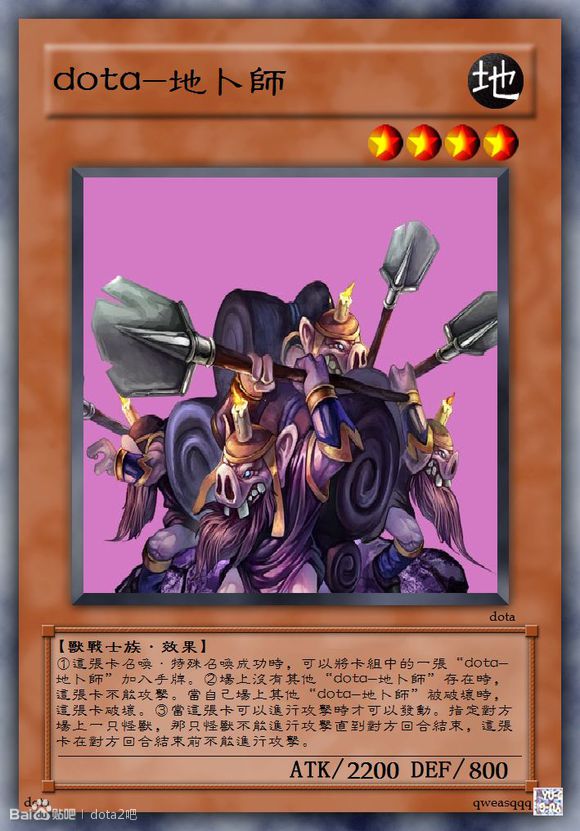 dota-地卜師
地
dota
【獸戰士族·效果】
①這張卡召喚·特殊召喚成功時，可以將卡組中的一張“dota-
地卜師”加入手牌。②場上沒有其他“dota-地卜師”存在時，
這張卡不能攻擊。當自己場上其他“dota-地卜師”被破壞時，
這張卡破壞。③當這張卡可以進行攻擊時才可以發動。指定對方
場上一只怪獸，那只怪獸不能進行攻擊直到對方回合結束，這張
卡在對方回合結束前不能進行攻擊。
ATK/2200 DEF/800
qweasqqq
Bai贴吧 | dota2吧